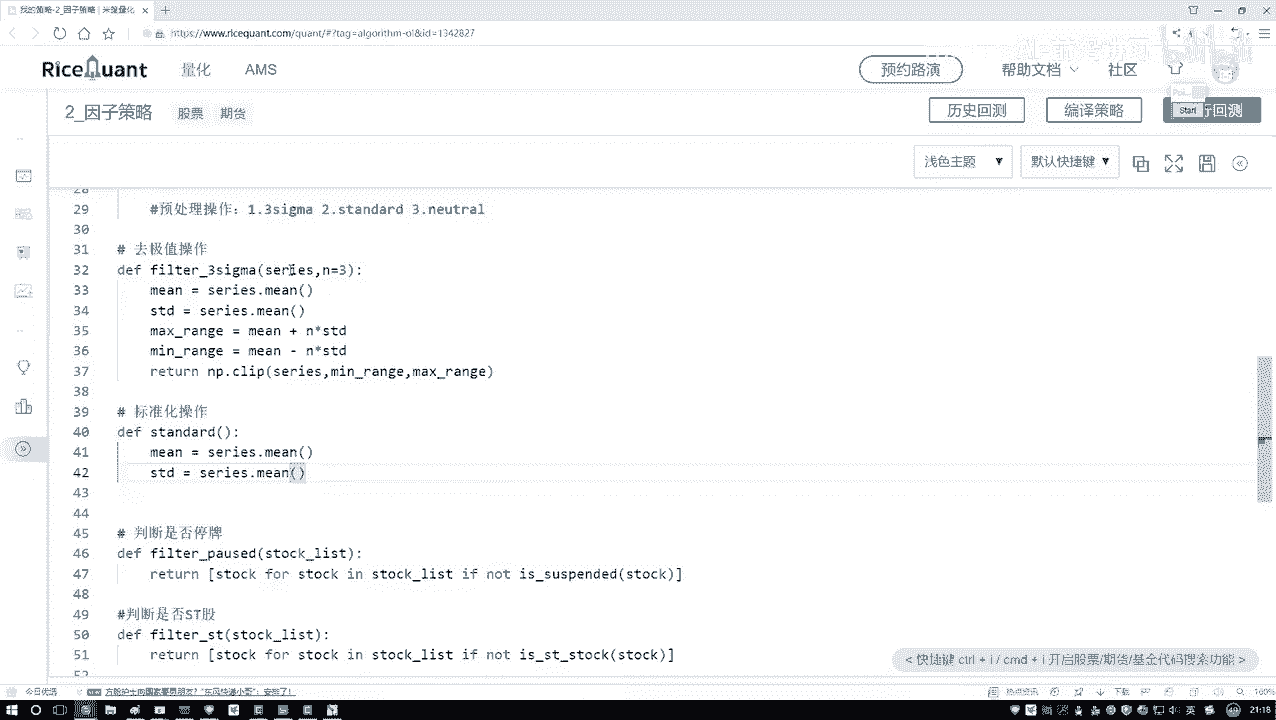 我的策略-2_因子策略 | 米筐量化
https://www.ricequant.com/quant/#?tag=algorithm-ol&id=1342827
RiceQuant 量化 AMS 预约路演 帮助文档 社区
2_因子策略 股票 期货 历史回测 编译策略 行回测
Start
浅色主题 默认快捷键
28
29 #预处理操作：1.3sigma 2.standard 3.neutral
30
31 # 去极值操作
32 def filter_3sigma(series,n=3):
33 mean = series.mean()
34 std = series.mean()
35 max_range = mean + n*std
36 min_range = mean - n*std
37 return np.clip(series,min_range,max_range)
38
39 # 标准化操作
40 def standard():
41 mean = series.mean()
42 std = series.mean()
43
44
45 # 判断是否停牌
46 def filter_paused(stock_list):
47 return [stock for stock in stock_list if not is_suspended(stock)]
48
49 #判断是否ST股
50 def filter_st(stock_list):
51 return [stock for stock in stock_list if not is_st_stock(stock)]
52
< 快捷键 ctrl + i / cmd + i 开启股票/期货/基金代码搜索功能 >
今日优选
100%
英 21:18